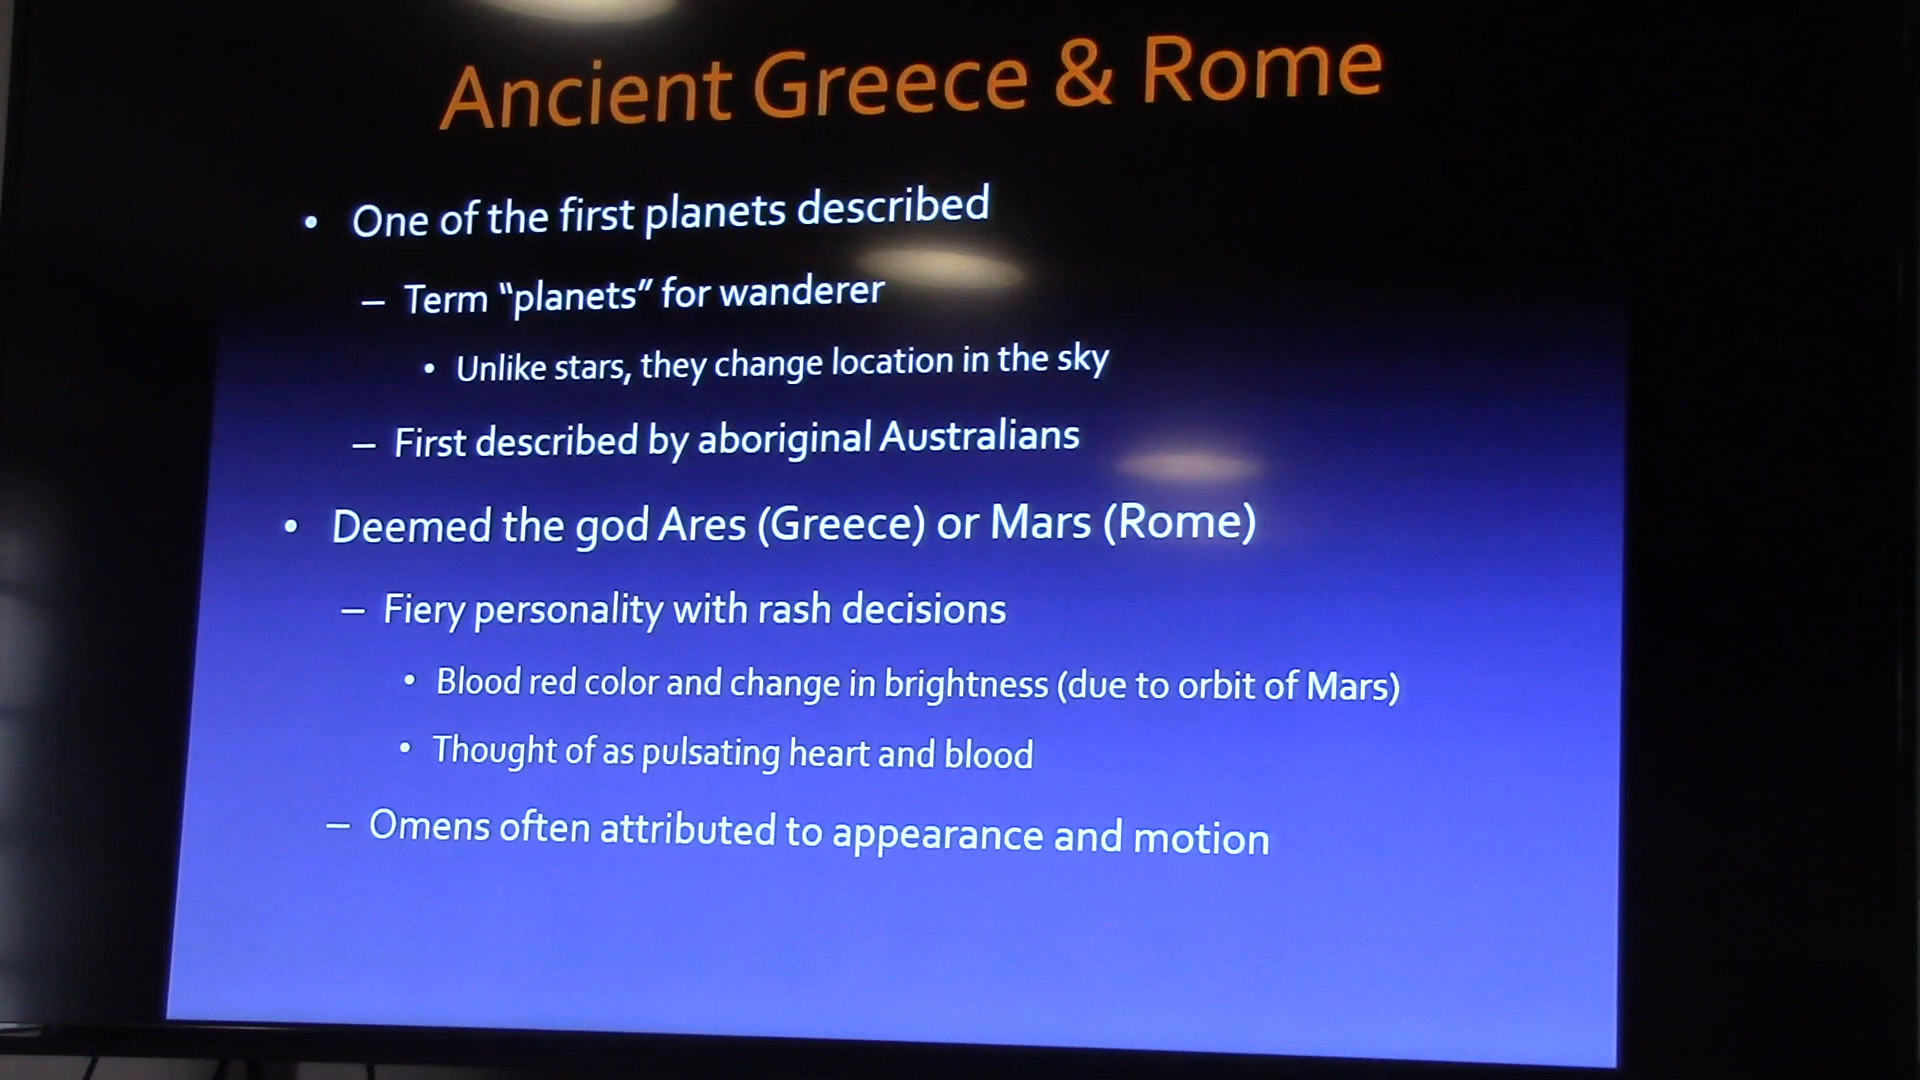 Ancient Greece & Rome
• One of the first planets described
– Term “planets” for wanderer
• Unlike stars, they change location in the sky
– First described by aboriginal Australians
• Deemed the god Ares (Greece) or Mars (Rome)
– Fiery personality with rash decisions
• Blood red color and change in brightness (due to orbit of Mars)
• Thought of as pulsating heart and blood
– Omens often attributed to appearance and motion